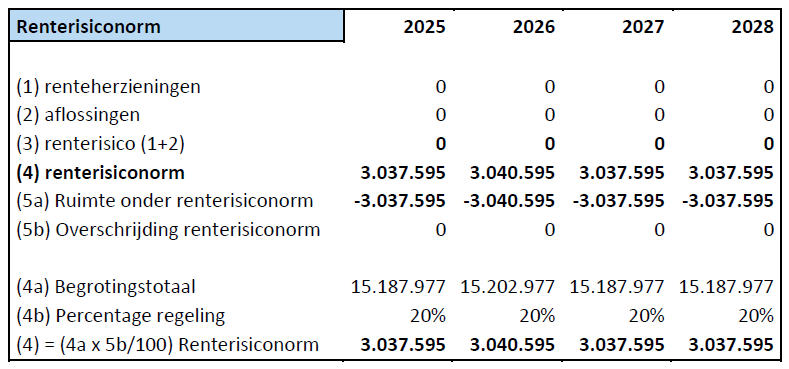 Renterisiconorm 2025 2026 2027 2028
(1) renteherzieningen 0 0 0 0
(2) aflossingen 0 0 0 0
(3) renterisico (1+2) 0 0 0 0
(4) renterisiconorm 3.037.595 3.040.595 3.037.595 3.037.595
(5a) Ruimte onder renterisiconorm -3.037.595 -3.040.595 -3.037.595 -3.037.595
(5b) Overschrijding renterisiconorm 0 0 0 0
(4a) Begrotingstotaal 15.187.977 15.202.977 15.187.977 15.187.977
(4b) Percentage regeling 20% 20% 20% 20%
(4) = (4a x 5b/100) Renterisiconorm 3.037.595 3.040.595 3.037.595 3.037.595